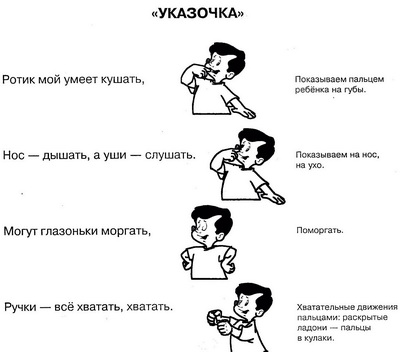 «УКАЗОЧКА»
Ротик мой умеет кушать,
Показываем пальцем
ребёнка на губы.
Нос — дышать, а уши — слушать.
Показываем на нос,
на ухо.
Могут глазоньки моргать,
Поморгать.
Ручки — всё хватать, хватать.
Хватательные движения
пальцами: раскрытые
ладони — пальцы
в кулаки.